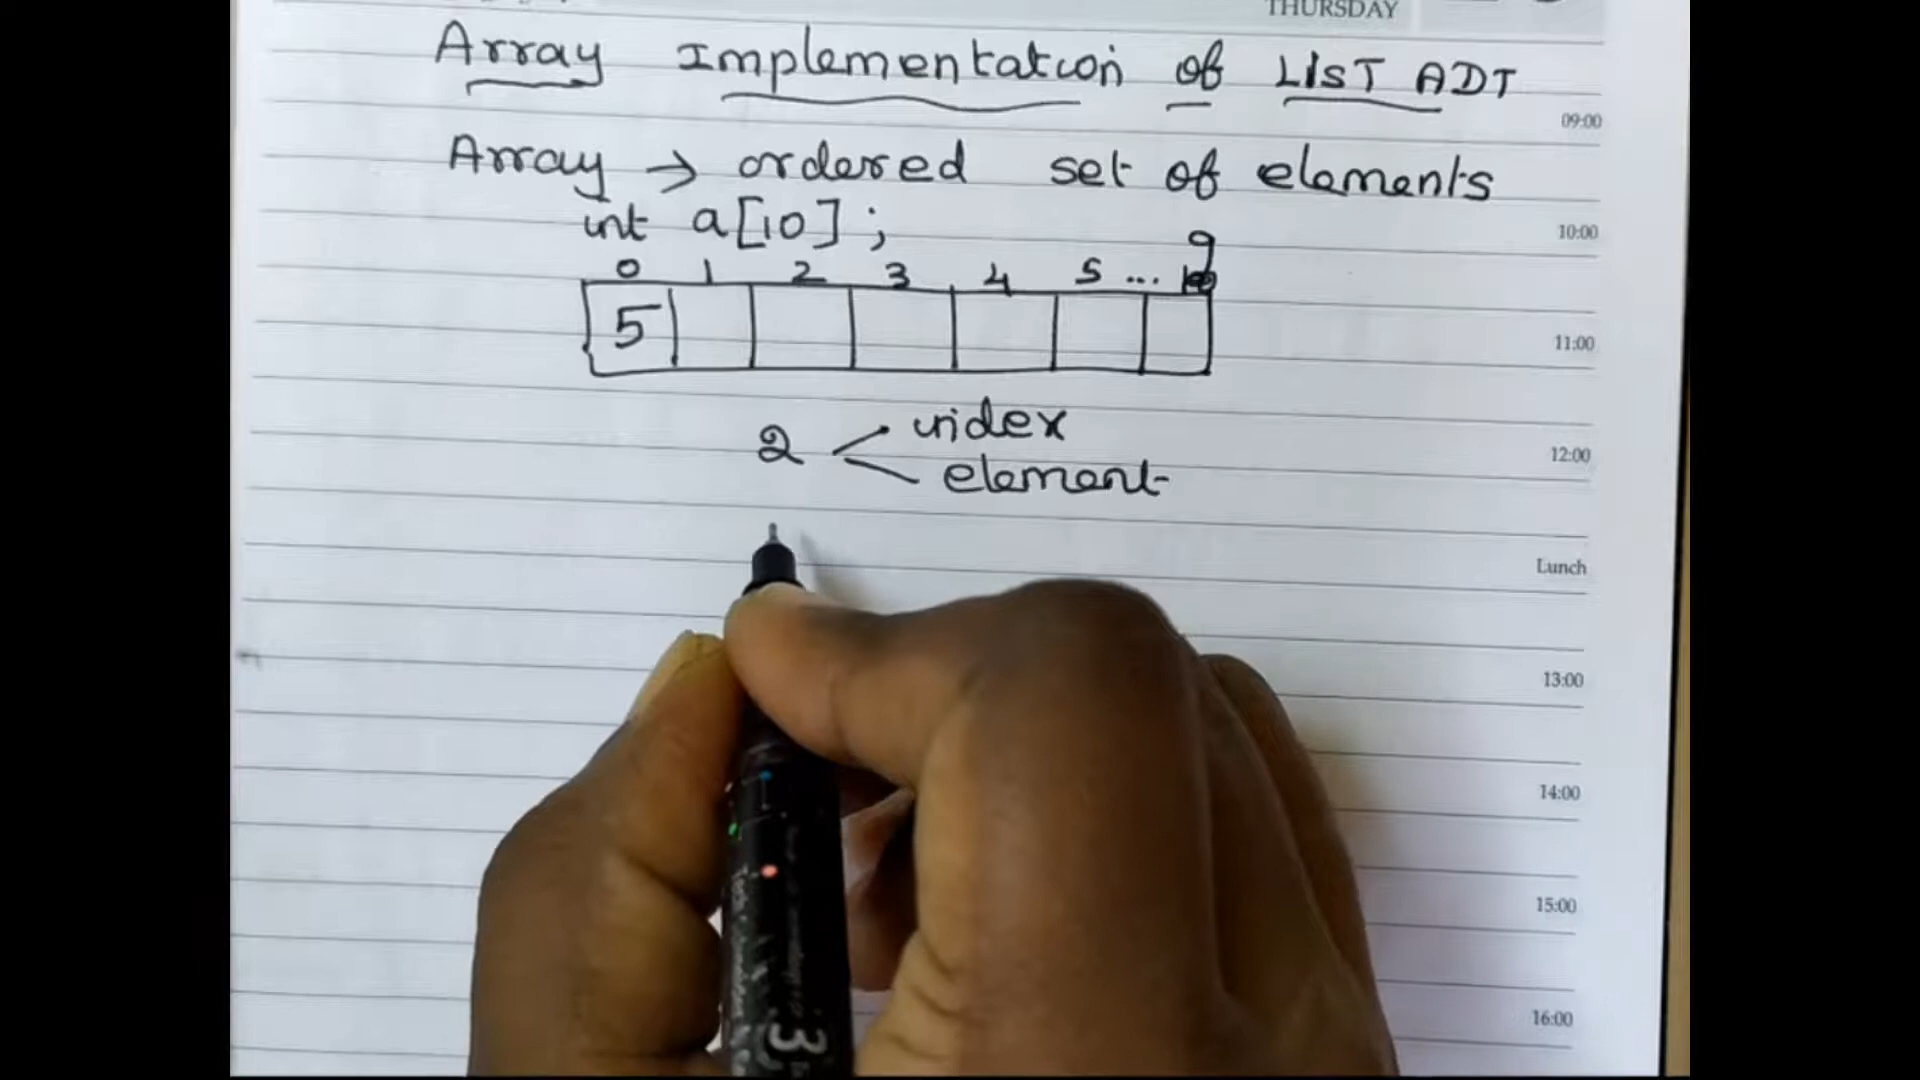 THURSDAY
Array Implementation of LIST ADT
09:00
Array → ordered set of elements
int a[10];
10:00
0 1 2 3 4 5 ... 9
5
11:00
2 index
element
12:00
Lunch
13:00
14:00
15:00
16:00
3